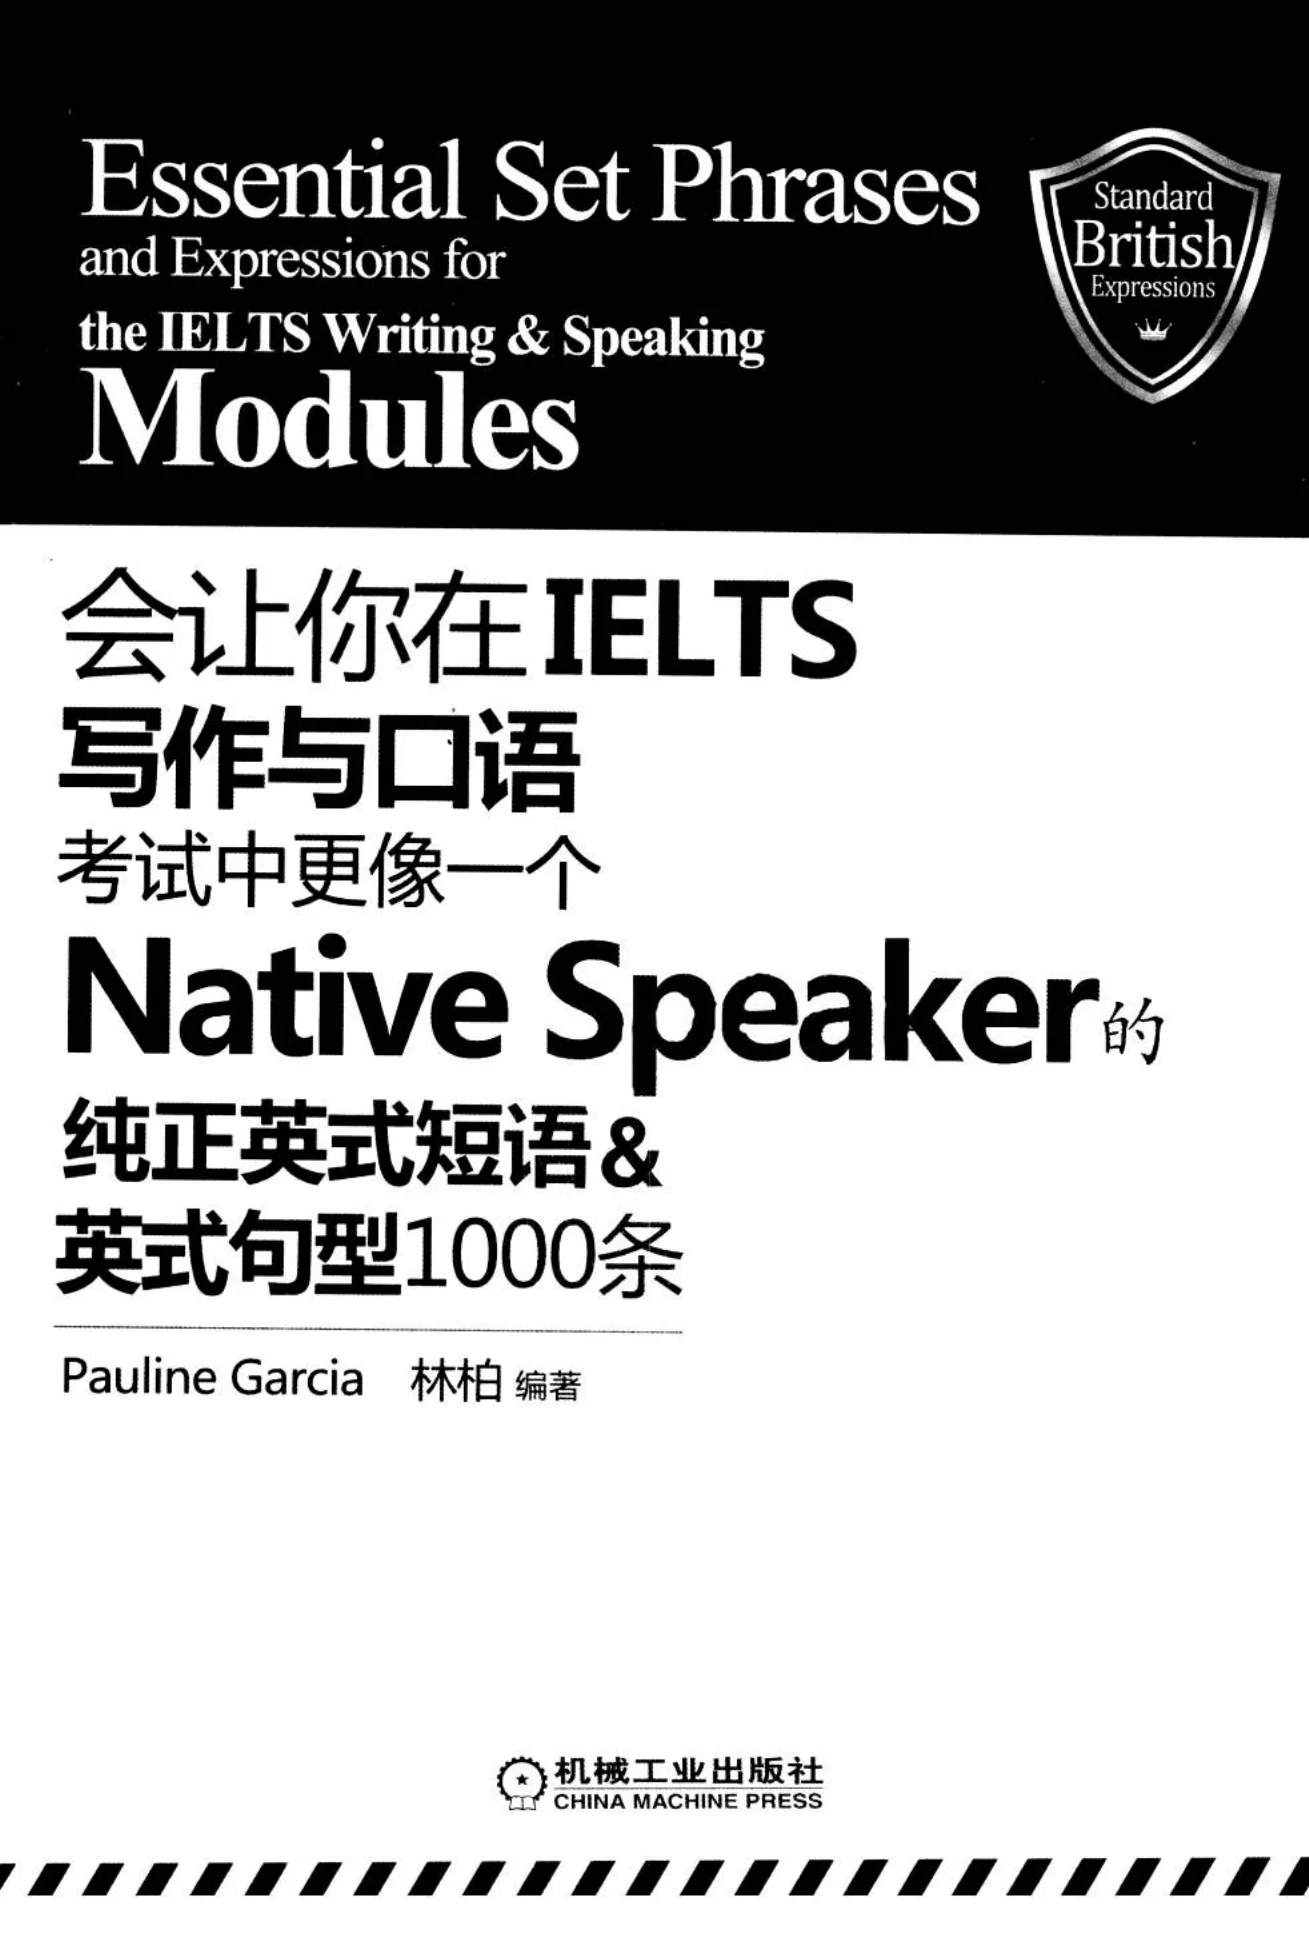 Essential Set Phrases
and Expressions for
the IELTS Writing & Speaking
Modules
Standard
British
Expressions
会让你在IELTS
写作与口语
考试中更像一个
Native Speaker的
纯正英式短语&
英式句型1000条
Pauline Garcia 林柏 编著
机械工业出版社
CHINA MACHINE PRESS